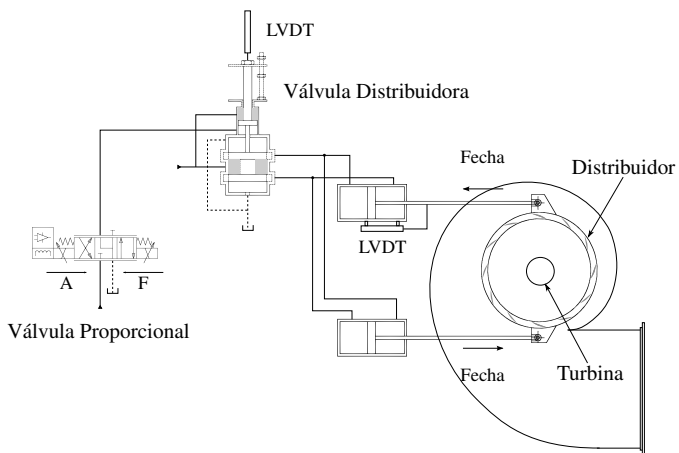 LVDT
Válvula Distribuidora
Fecha
Distribuidor
LVDT
A
F
Válvula Proporcional
Fecha
Turbina